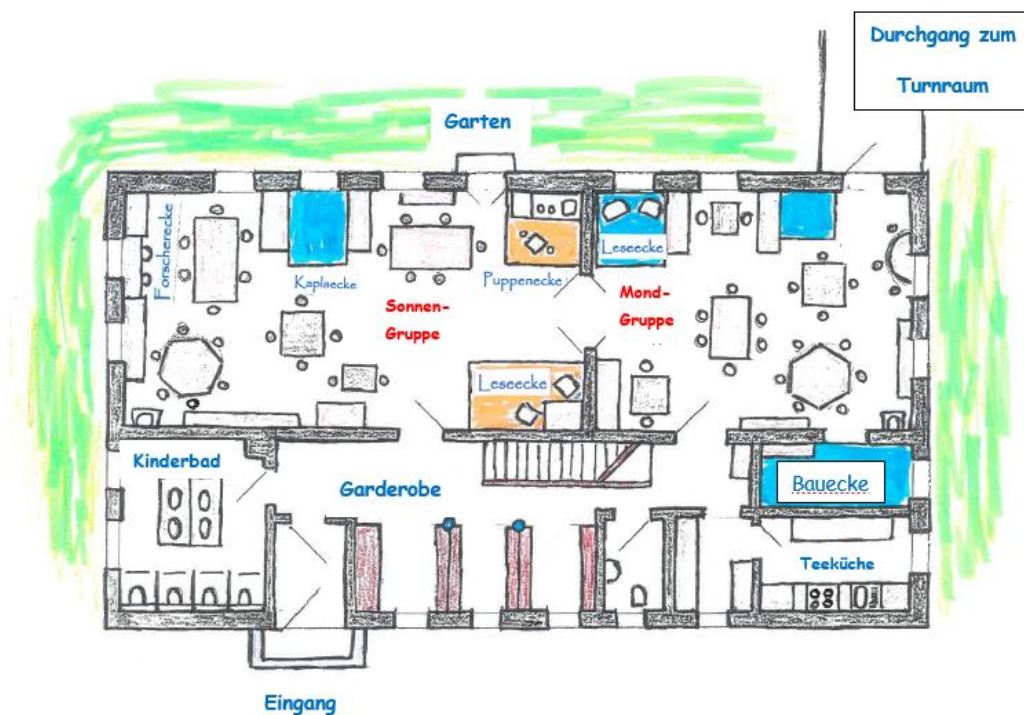 Durchgang zum
Turnraum
Garten
Forscherecke
Kaplaecke
Puppenecke
Leseecke
Sonnen-
Gruppe
Mond-
Gruppe
Leseecke
Kinderbad
Garderobe
Bauecke
Teeküche
Eingang